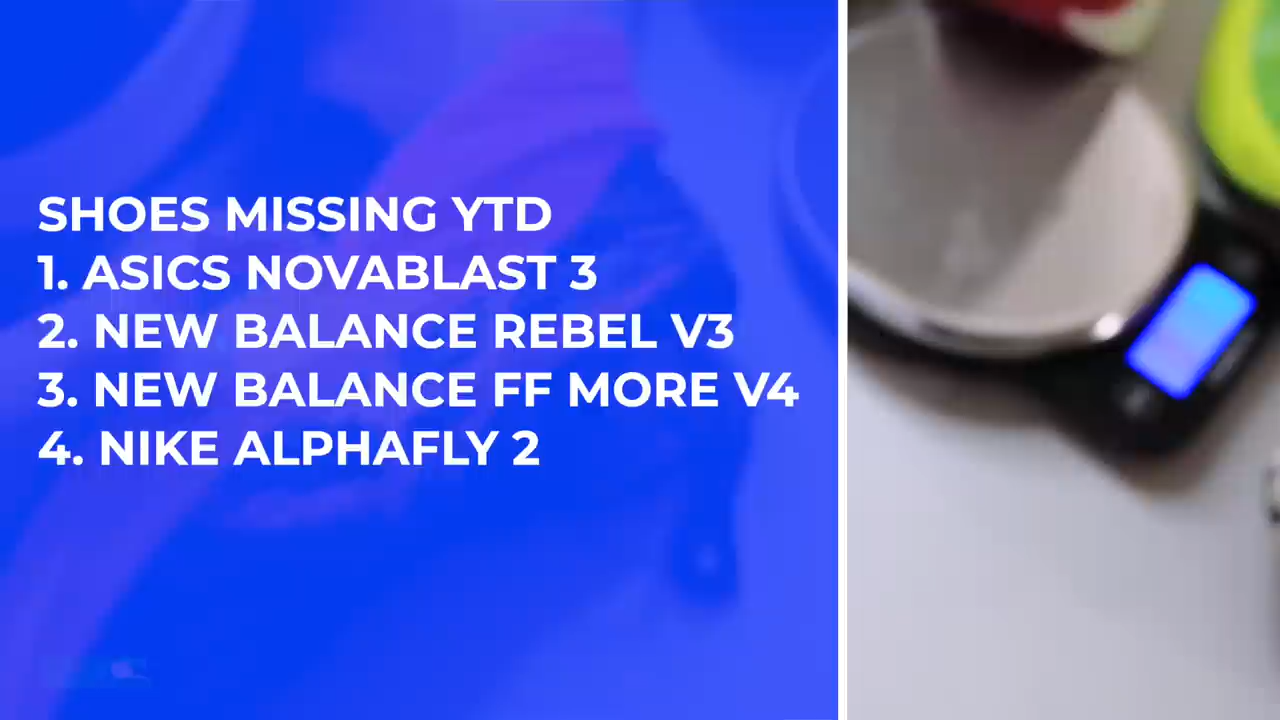 SHOES MISSING YTD
1. ASICS NOVABLAST 3
2. NEW BALANCE REBEL V3
3. NEW BALANCE FF MORE V4
4. NIKE ALPHAFLY 2